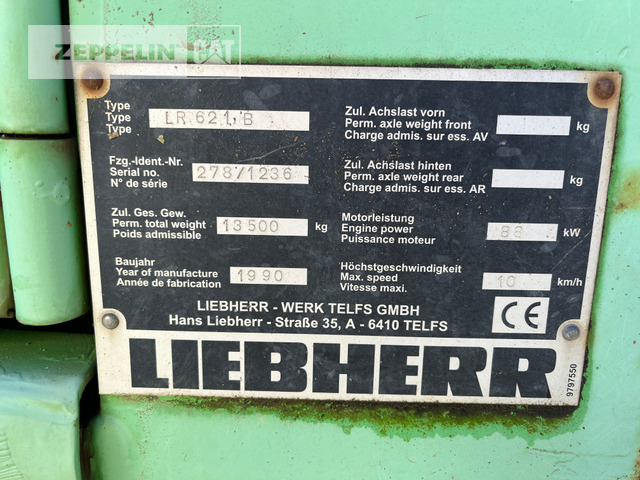 ZEPPELIN CAT
Type
Type LR 621 B
Type
Zul. Achslast vorn
Perm. axle weight front kg
Charge admis. sur ess. AV
Fzg.-Ident.-Nr.
Serial no. 278/1236
N° de série
Zul. Achslast hinten
Perm. axle weight rear kg
Charge admis. sur ess. AR
Zul. Ges. Gew.
Perm. total weight 13500 kg
Poids admissible
Motorleistung
Engine power 88 kW
Puissance moteur
Baujahr
Year of manufacture 1990
Année de fabrication
Höchstgeschwindigkeit
Max. speed 10 km/h
Vitesse maxi.
LIEBHERR - WERK TELFS GMBH
Hans Liebherr - Straße 35, A - 6410 TELFS
CE
LIEBHERR
9797550